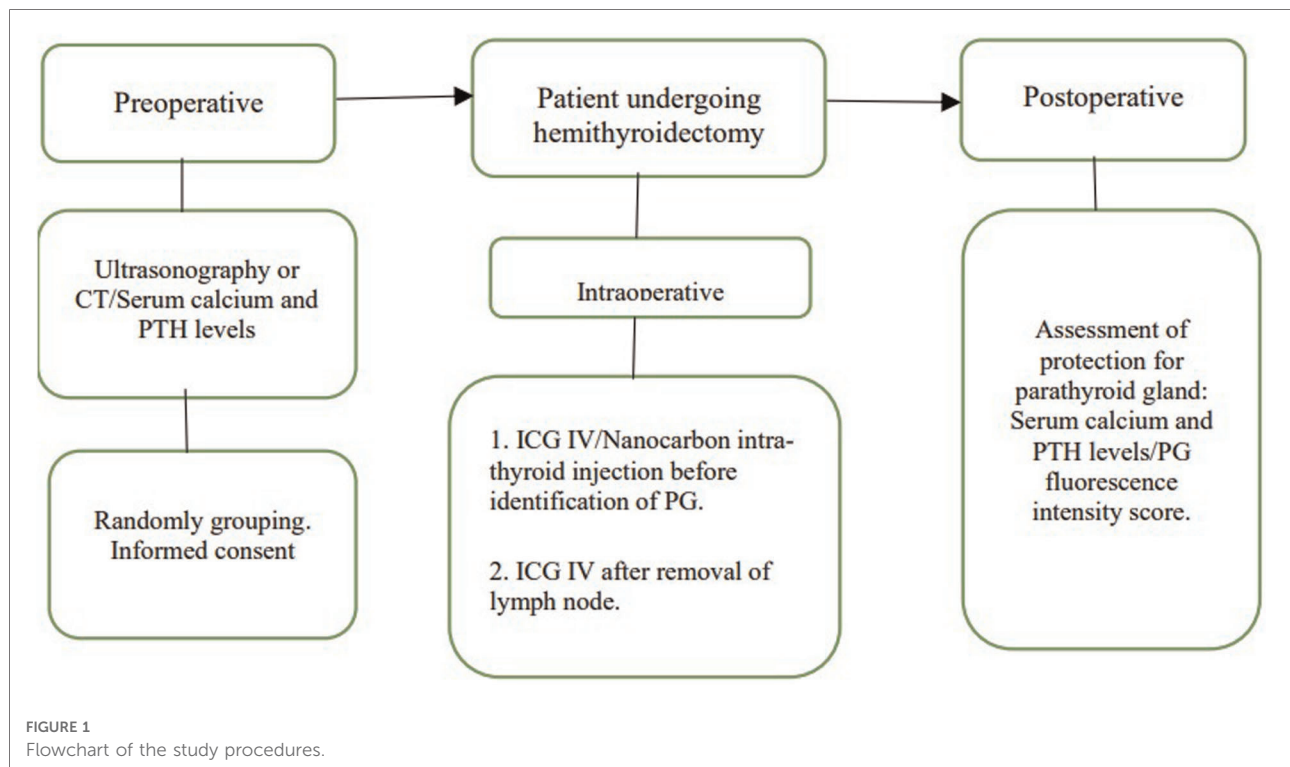 Preoperative
Patient undergoing
hemithyroidectomy
Postoperative
Ultrasonography or
CT/Serum calcium and
PTH levels
Randomly grouping.
Informed consent
Intraoperative
1. ICG IV/Nanocarbon intra-
thyroid injection before
identification of PG.
2. ICG IV after removal of
lymph node.
Assessment of
protection for
parathyroid gland:
Serum calcium and
PTH levels/PG
fluorescence
intensity score.
FIGURE 1
Flowchart of the study procedures.